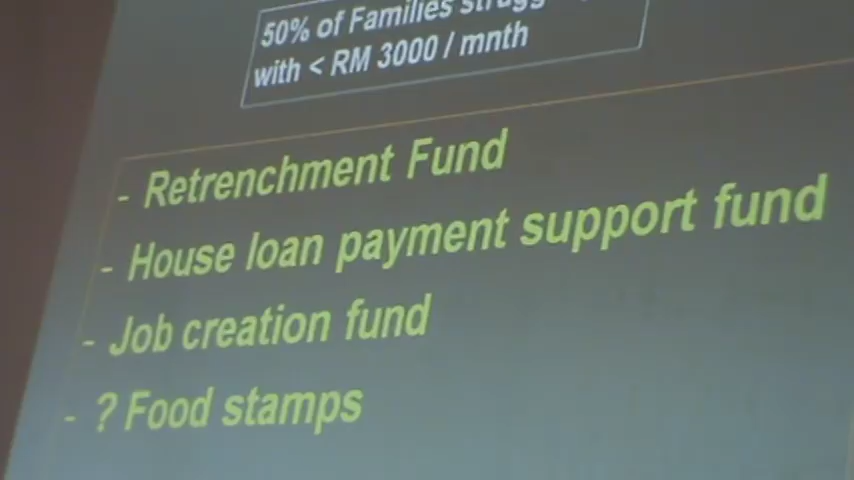 50% of Families
with < RM 3000 / mnth
- Retrenchment Fund
- House loan payment support fund
- Job creation fund
- ? Food stamps